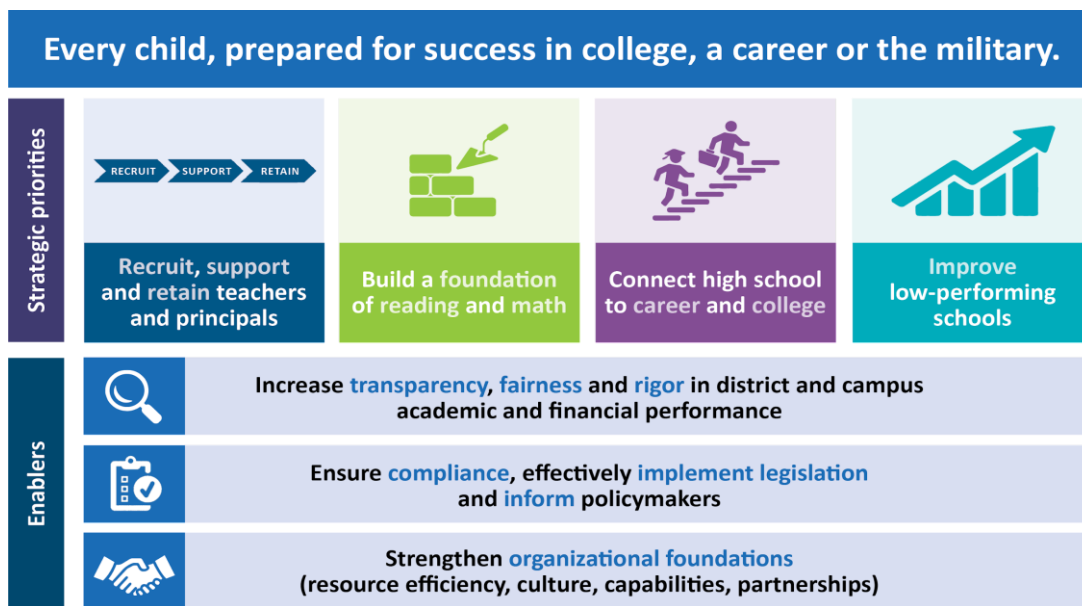 Every child, prepared for success in college, a career or the military.
Strategic priorities
RECRUIT SUPPORT RETAIN
Recruit, support
and retain teachers
and principals
Build a foundation
of reading and math
Connect high school
to career and college
Improve
low-performing
schools
Enablers
Increase transparency, fairness and rigor in district and campus
academic and financial performance
Ensure compliance, effectively implement legislation
and inform policymakers
Strengthen organizational foundations
(resource efficiency, culture, capabilities, partnerships)